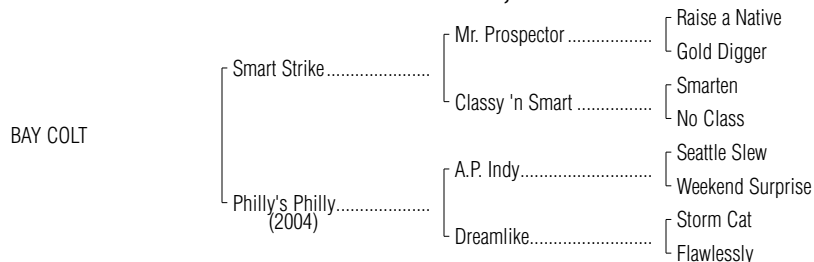 Raise a Native
Mr. Prospector ....................
Gold Digger
Smart Strike ......................
Smarten
Classy 'n Smart ..................
No Class
BAY COLT
Seattle Slew
A.P. Indy..........................
Weekend Surprise
Philly's Philly....................
(2004)
Storm Cat
Dreamlike.........................
Flawlessly